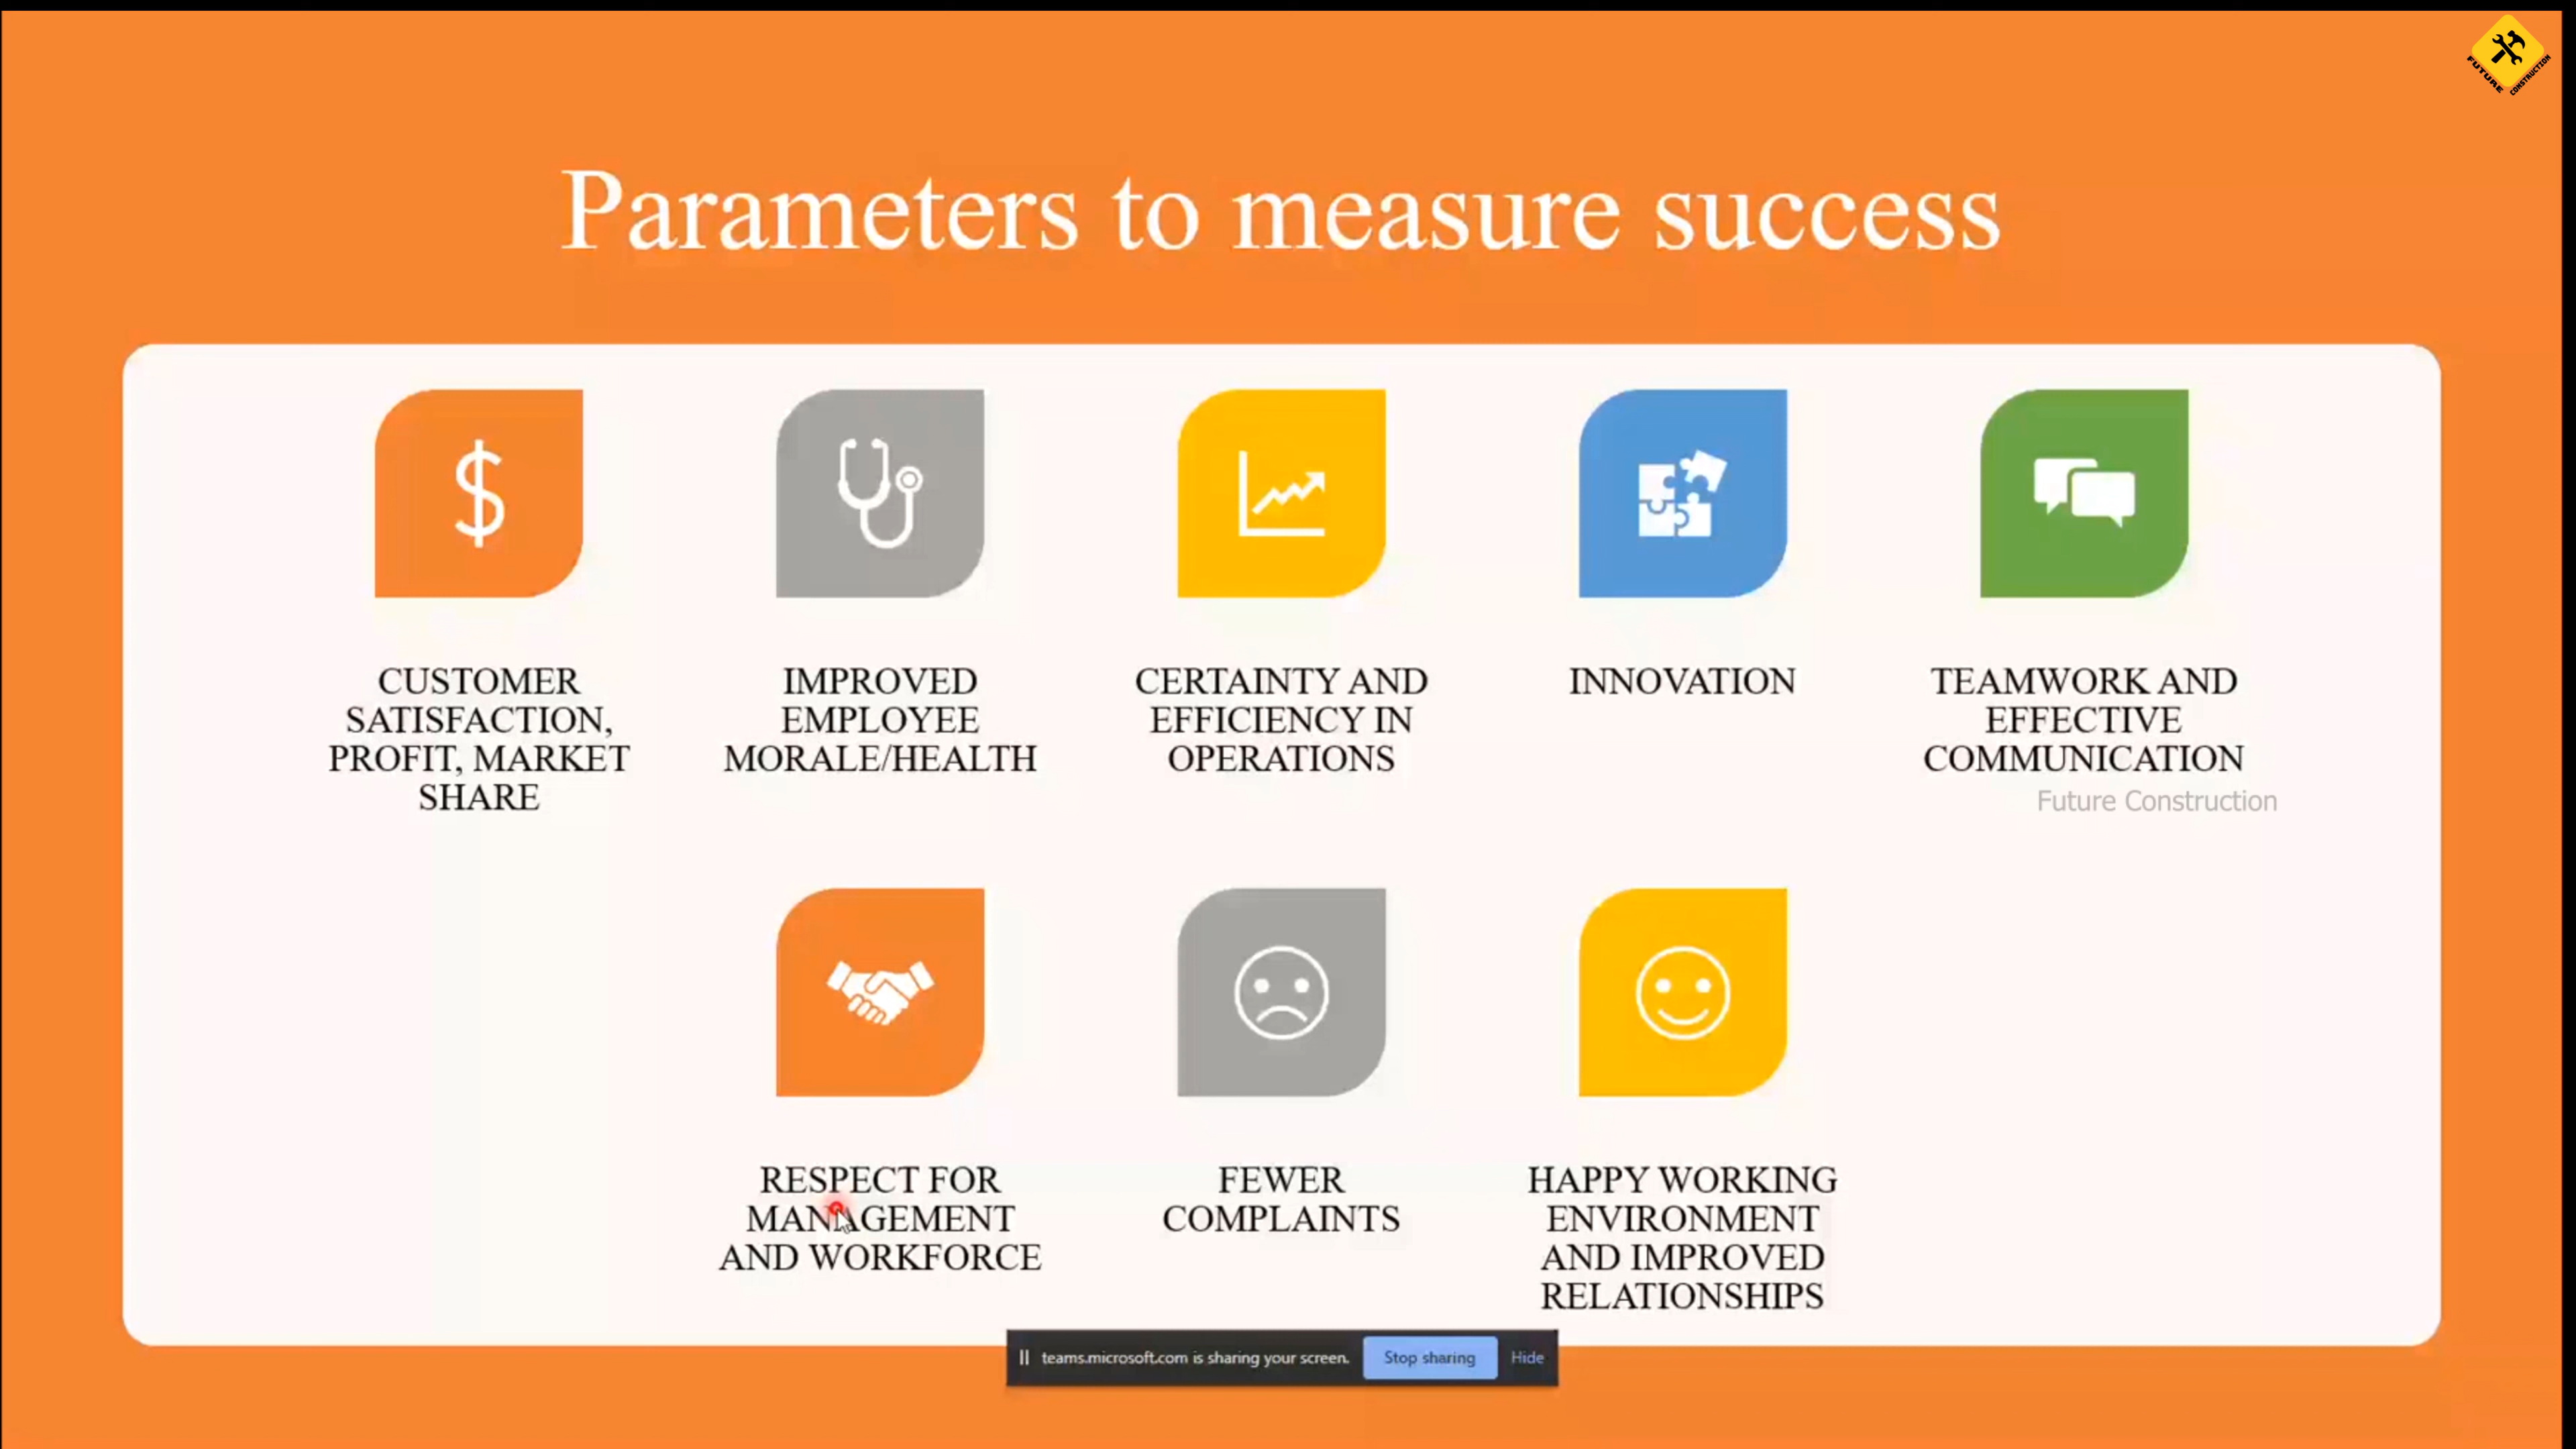 FUTURE CONSTRUCTION
Parameters to measure success
$
CUSTOMER
SATISFACTION,
PROFIT, MARKET
SHARE
IMPROVED
EMPLOYEE
MORALE/HEALTH
CERTAINTY AND
EFFICIENCY IN
OPERATIONS
INNOVATION
TEAMWORK AND
EFFECTIVE
COMMUNICATION
Future Construction
RESPECT FOR
MANAGEMENT
AND WORKFORCE
FEWER
COMPLAINTS
HAPPY WORKING
ENVIRONMENT
AND IMPROVED
RELATIONSHIPS
teams.microsoft.com is sharing your screen. Stop sharing Hide